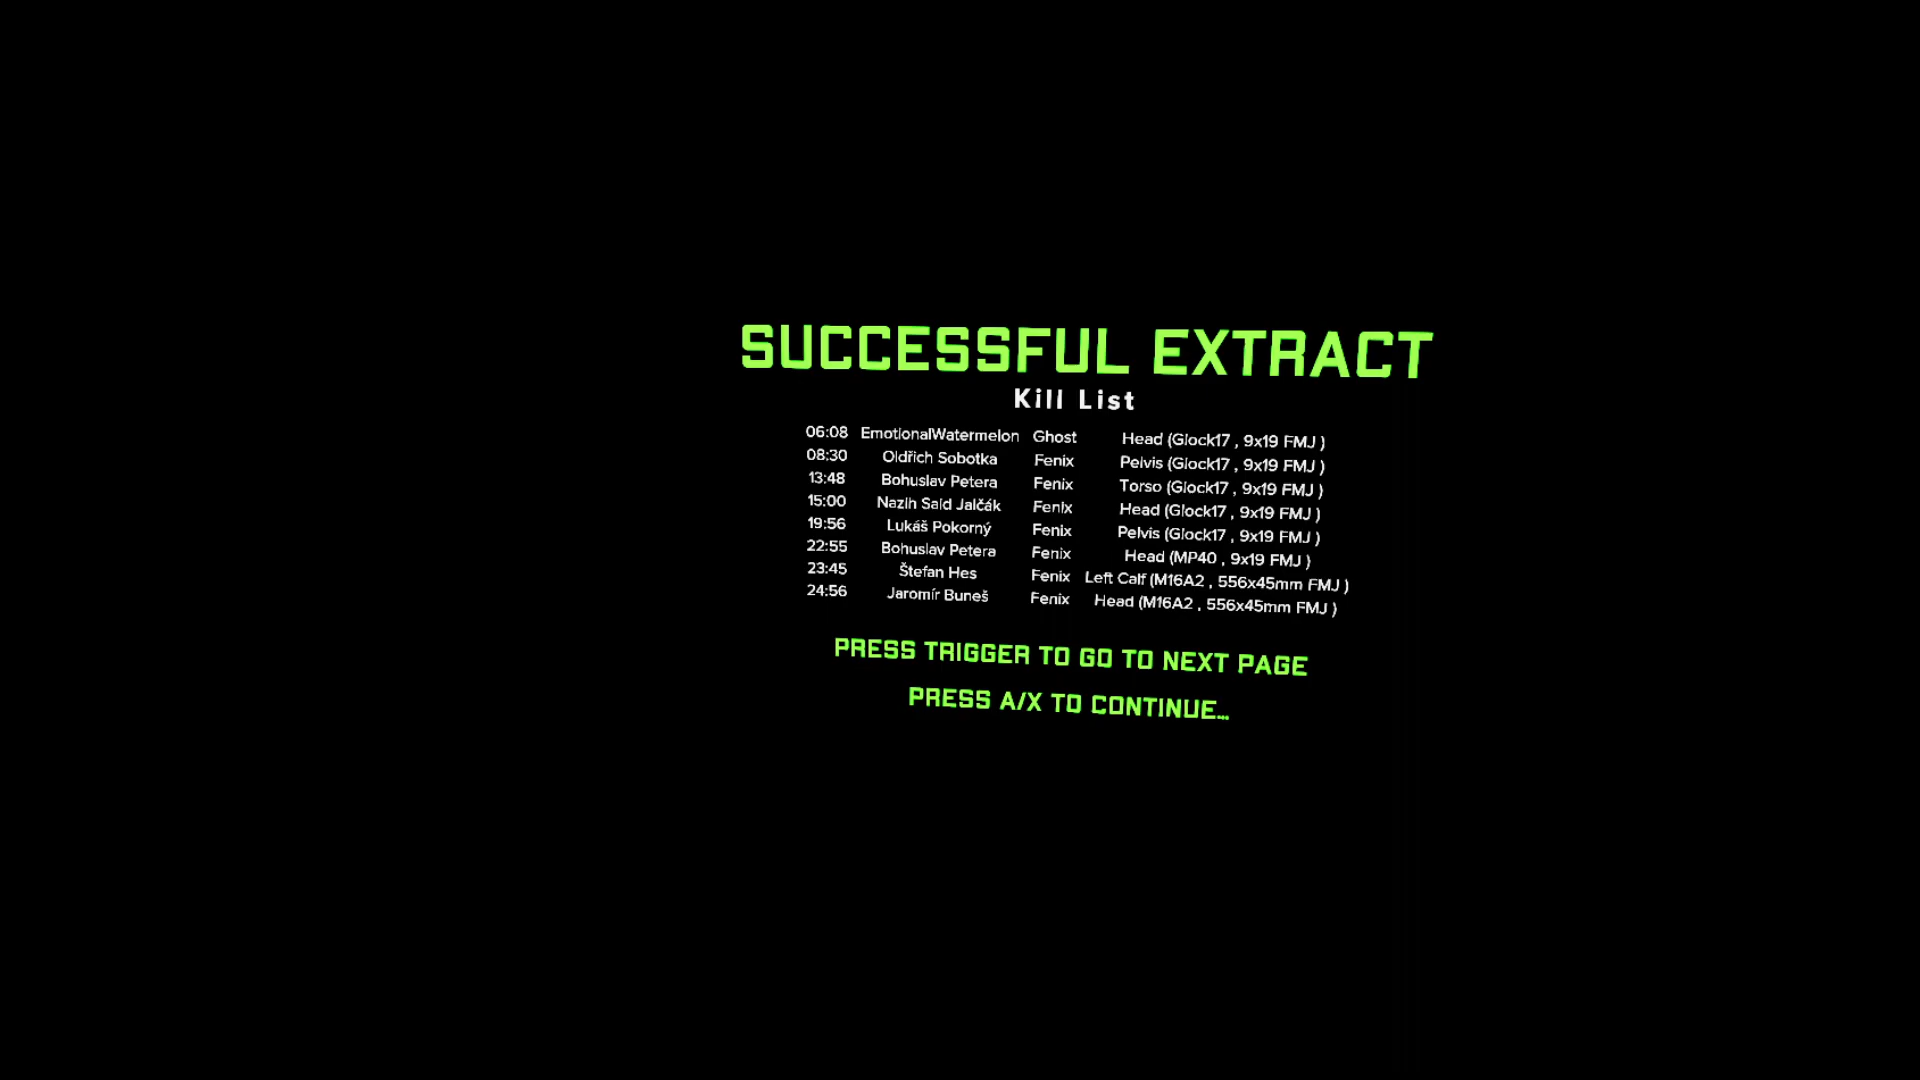 SUCCESSFUL EXTRACT
Kill List
06:08 EmotionalWatermelon Ghost Head (Glock17 , 9x19 FMJ )
08:30 Oldřich Sobotka Fenix Pelvis (Glock17 , 9x19 FMJ )
13:48 Bohuslav Petera Fenix Torso (Glock17 , 9x19 FMJ )
15:00 Nazih Said Jalčák Fenix Head (Glock17 , 9x19 FMJ )
19:56 Lukáš Pokorný Fenix Pelvis (Glock17 , 9x19 FMJ )
22:55 Bohuslav Petera Fenix Head (MP40 , 9x19 FMJ )
23:45 Štefan Hes Fenix Left Calf (M16A2 , 556x45mm FMJ )
24:56 Jaromír Buneš Fenix Head (M16A2 , 556x45mm FMJ )
PRESS TRIGGER TO GO TO NEXT PAGE
PRESS A/X TO CONTINUE...